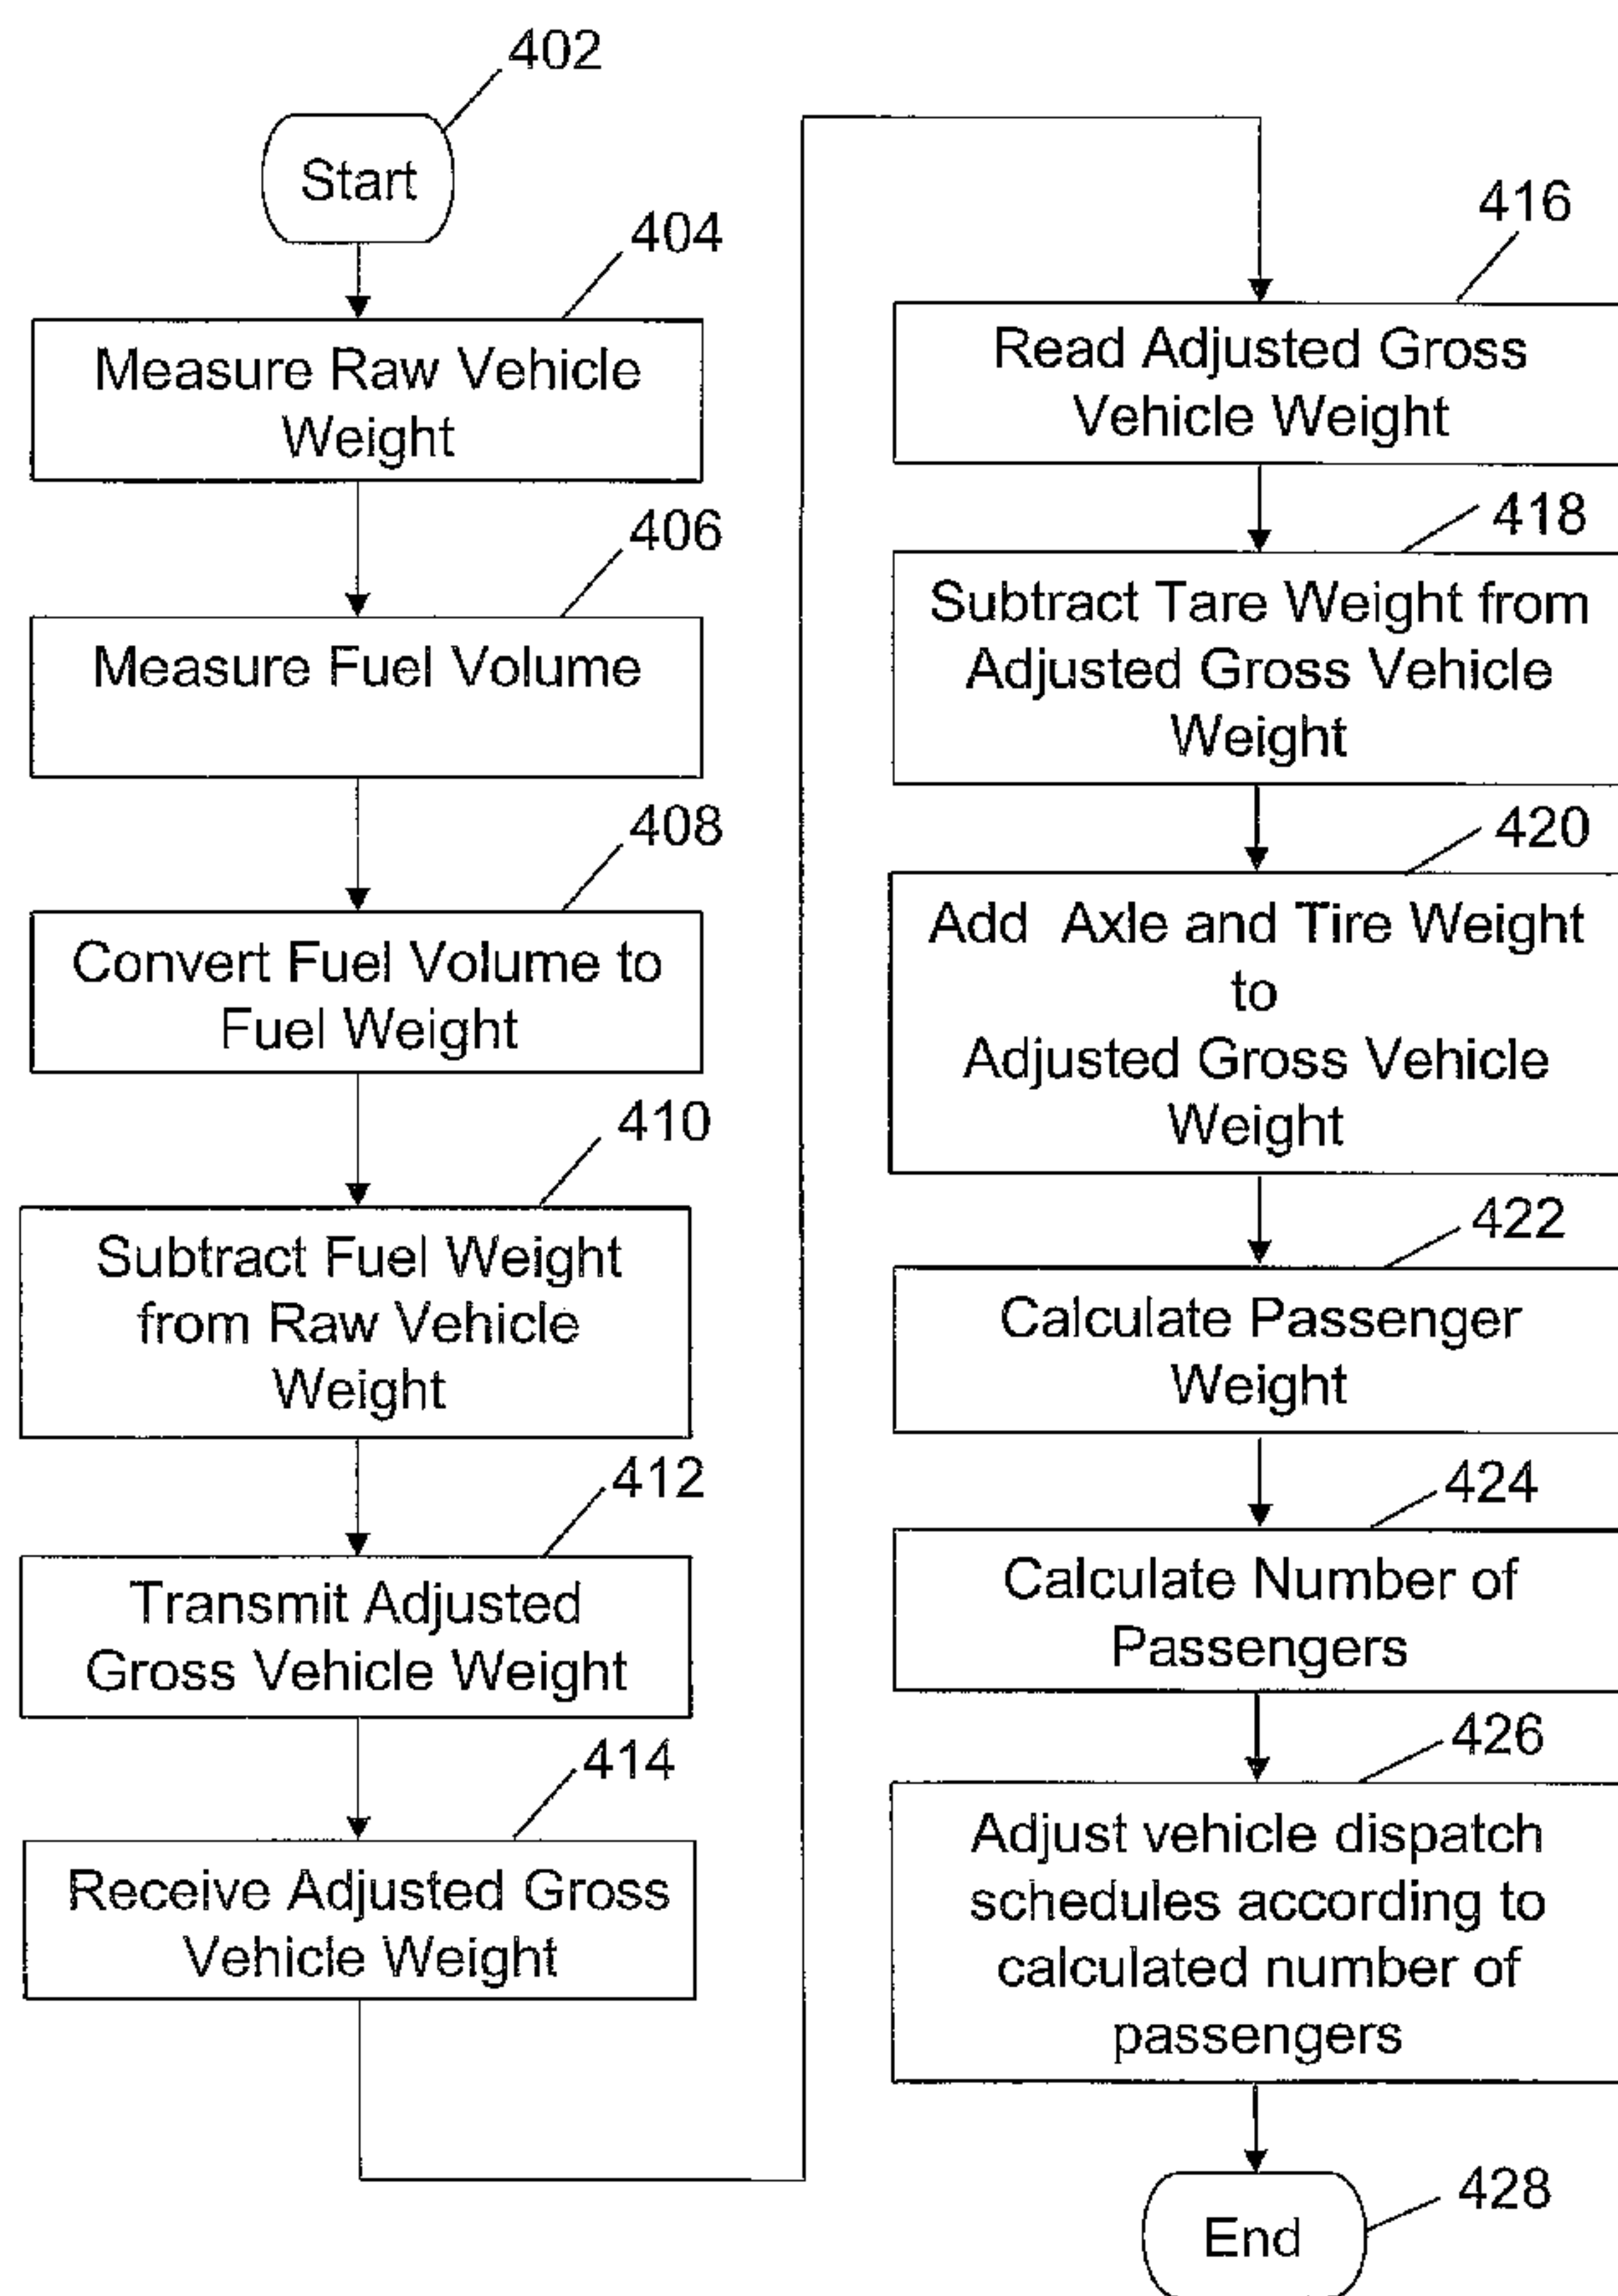 402
Start
404
Measure Raw Vehicle
Weight
406
Measure Fuel Volume
408
Convert Fuel Volume to
Fuel Weight
410
Subtract Fuel Weight
from Raw Vehicle
Weight
412
Transmit Adjusted
Gross Vehicle Weight
414
Receive Adjusted Gross
Vehicle Weight
416
Read Adjusted Gross
Vehicle Weight
418
Subtract Tare Weight from
Adjusted Gross Vehicle
Weight
420
Add Axle and Tire Weight
to
Adjusted Gross Vehicle
Weight
422
Calculate Passenger
Weight
424
Calculate Number of
Passengers
426
Adjust vehicle dispatch
schedules according to
calculated number of
passengers
428
End